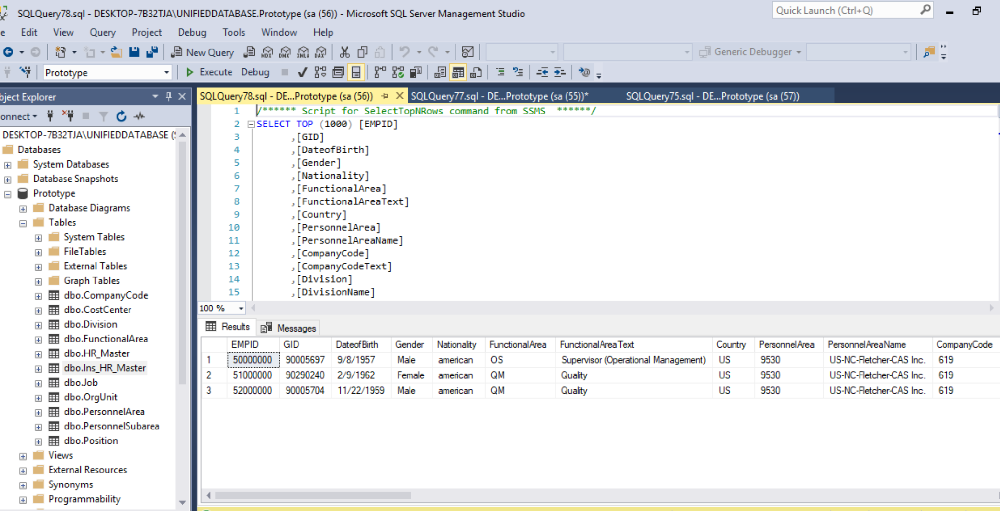 SQLQuery78.sql - DESKTOP-7B32TJA\UNIFIEDDATABASE.Prototype (sa (56)) - Microsoft SQL Server Management Studio
Quick Launch (Ctrl+Q)
e Edit View Query Project Debug Tools Window Help
New Query MDX DMX XMLA DAX Generic Debugger
Prototype Execute Debug
bject Explorer
SQLQuery78.sql - DE...Prototype (sa (56)) SQLQuery77.sql - DE...Prototype (sa (55))* SQLQuery75.sql - DE...Prototype (sa (57))
onnect
DESKTOP-7B32TJA\UNIFIEDDATABASE (
Databases
System Databases
Database Snapshots
Prototype
Database Diagrams
Tables
System Tables
FileTables
External Tables
Graph Tables
dbo.CompanyCode
dbo.CostCenter
dbo.Division
dbo.FunctionalArea
dbo.HR_Master
dbo.Ins_HR_Master
dbo.Job
dbo.OrgUnit
dbo.PersonnelArea
dbo.PersonnelSubarea
dbo.Position
Views
External Resources
Synonyms
Programmability
1 /****** Script for SelectTopNRows command from SSMS ******/
2 SELECT TOP (1000) [EMPID]
3 ,[GID]
4 ,[DateofBirth]
5 ,[Gender]
6 ,[Nationality]
7 ,[FunctionalArea]
8 ,[FunctionalAreaText]
9 ,[Country]
10 ,[PersonnelArea]
11 ,[PersonnelAreaName]
12 ,[CompanyCode]
13 ,[CompanyCodeText]
14 ,[Division]
15 ,[DivisionName]
100 %
Results Messages
EMPID GID DateofBirth Gender Nationality FunctionalArea FunctionalAreaText Country PersonnelArea PersonnelAreaName CompanyCode
1 50000000 90005697 9/8/1957 Male american OS Supervisor (Operational Management) US 9530 US-NC-Fletcher-CAS Inc. 619
2 51000000 90290240 2/9/1962 Female american QM Quality US 9530 US-NC-Fletcher-CAS Inc. 619
3 52000000 90005704 11/22/1959 Male american QM Quality US 9530 US-NC-Fletcher-CAS Inc. 619